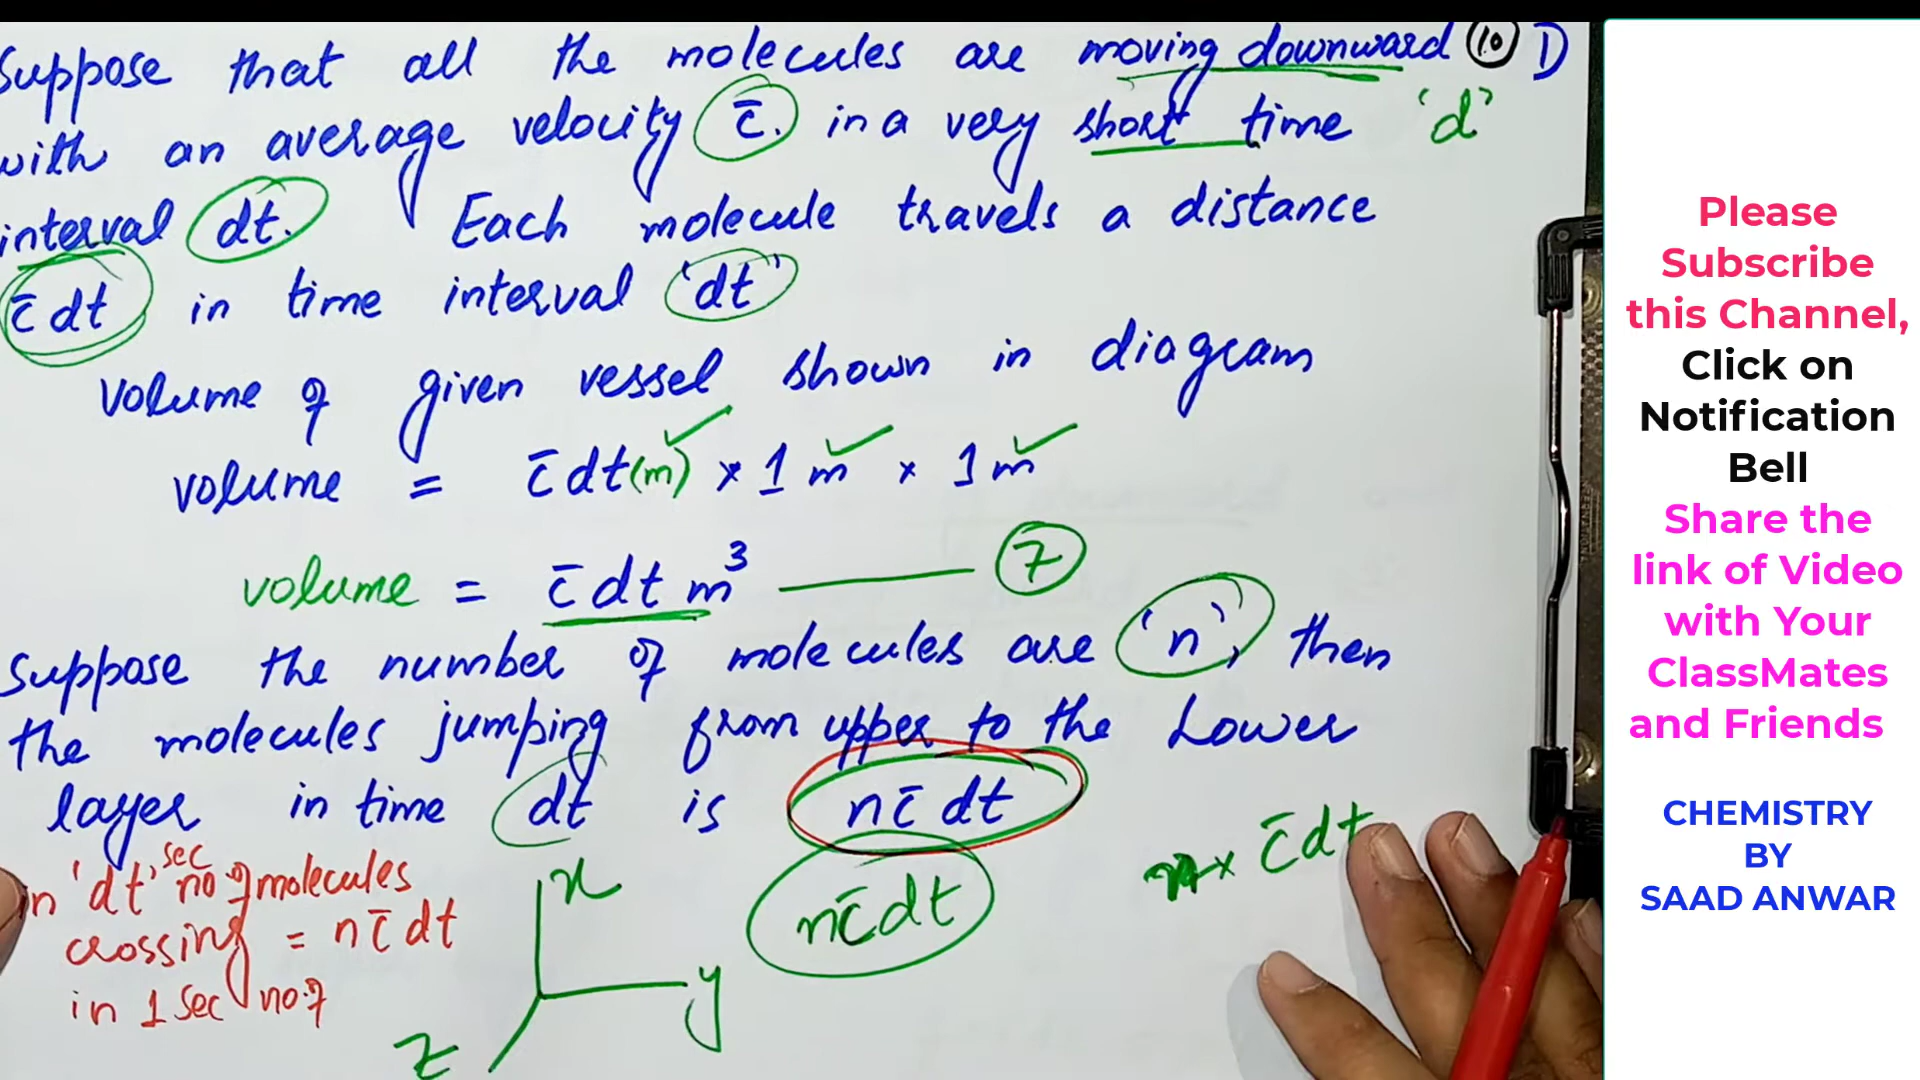 Suppose that all the molecules are moving downward 10 D
with an average velocity c̄. in a very short time 'd'
interval dt. Each molecule travels a distance
c̄ dt in time interval 'dt'
volume of given vessel shown in diagram
volume = c̄ dt(m) × 1 m × 1 m
volume = c̄ dt m³ —— 7
Suppose the number of molecules are 'n', then
the molecules jumping from upper to the Lower
layer in time dt is n c̄ dt
n 'dt' sec no of molecules
crossing = n c̄ dt
in 1 sec no of
x
y
z
n c̄ dt
n × c̄ dt
Please
Subscribe
this Channel,
Click on
Notification
Bell
Share the
link of Video
with Your
ClassMates
and Friends
CHEMISTRY
BY
SAAD ANWAR